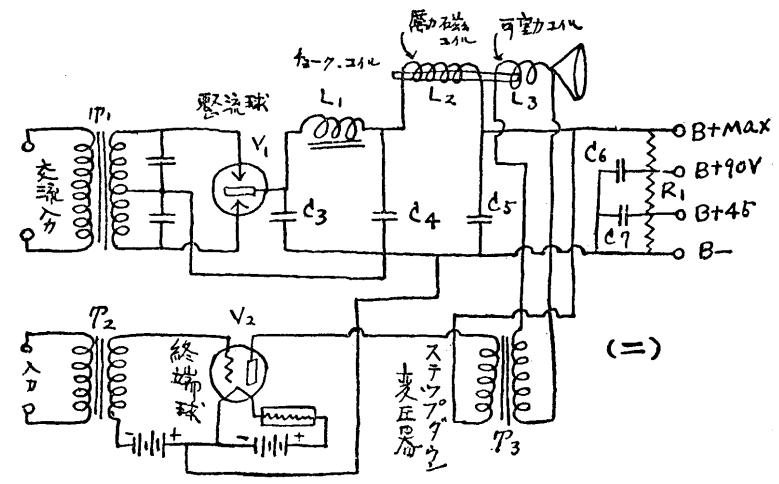 勵磁
コイル
可動コイル
チョーク・コイル
整流球
T1
L1
L2
L3
V1
交流入力
C3
C4
C5
C6
C7
R1
B+MAX
B+90V
B+45
B-
T2
V2
入力
終端球
- +
- +
ステップダウン
変圧器
T3
(二)